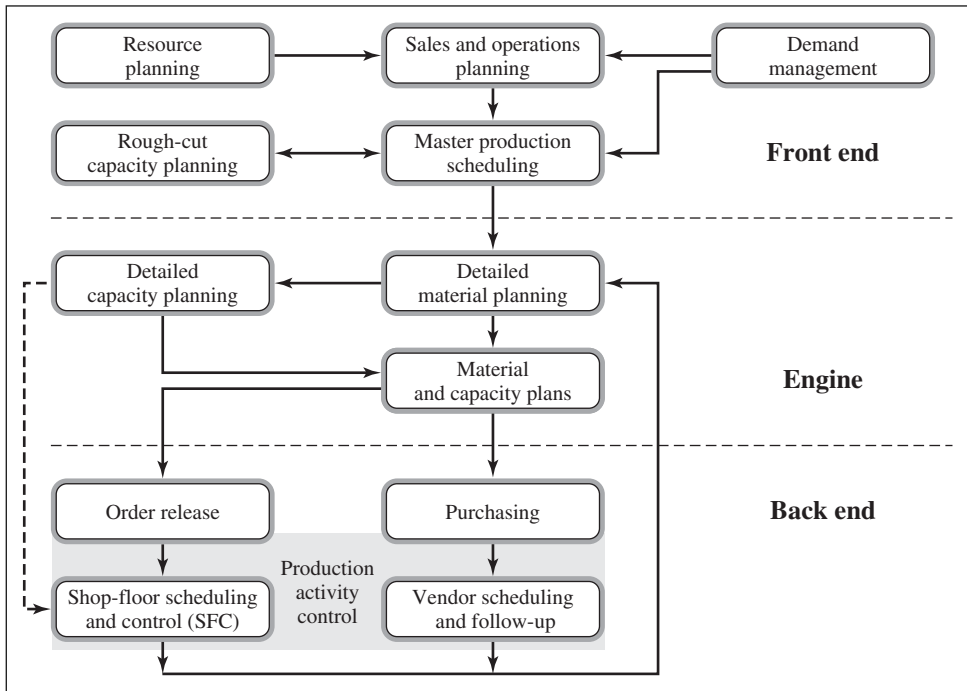 Resource
planning
Sales and operations
planning
Demand
management
Rough-cut
capacity planning
Master production
scheduling
Front end
Detailed
capacity planning
Detailed
material planning
Material
and capacity plans
Engine
Order release
Purchasing
Back end
Production
activity
control
Shop-floor scheduling
and control (SFC)
Vendor scheduling
and follow-up